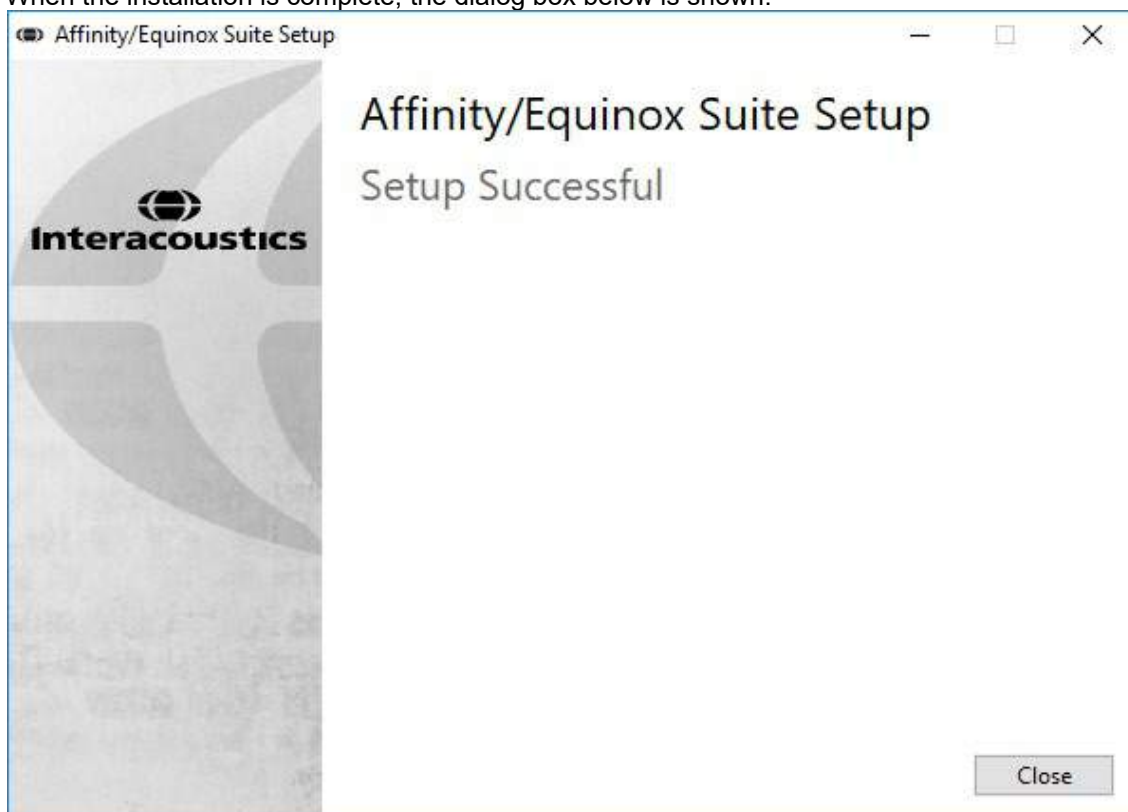 When the installation is complete, the dialog box below is shown.
Affinity/Equinox Suite Setup
Affinity/Equinox Suite Setup
Setup Successful
Interacoustics
Close